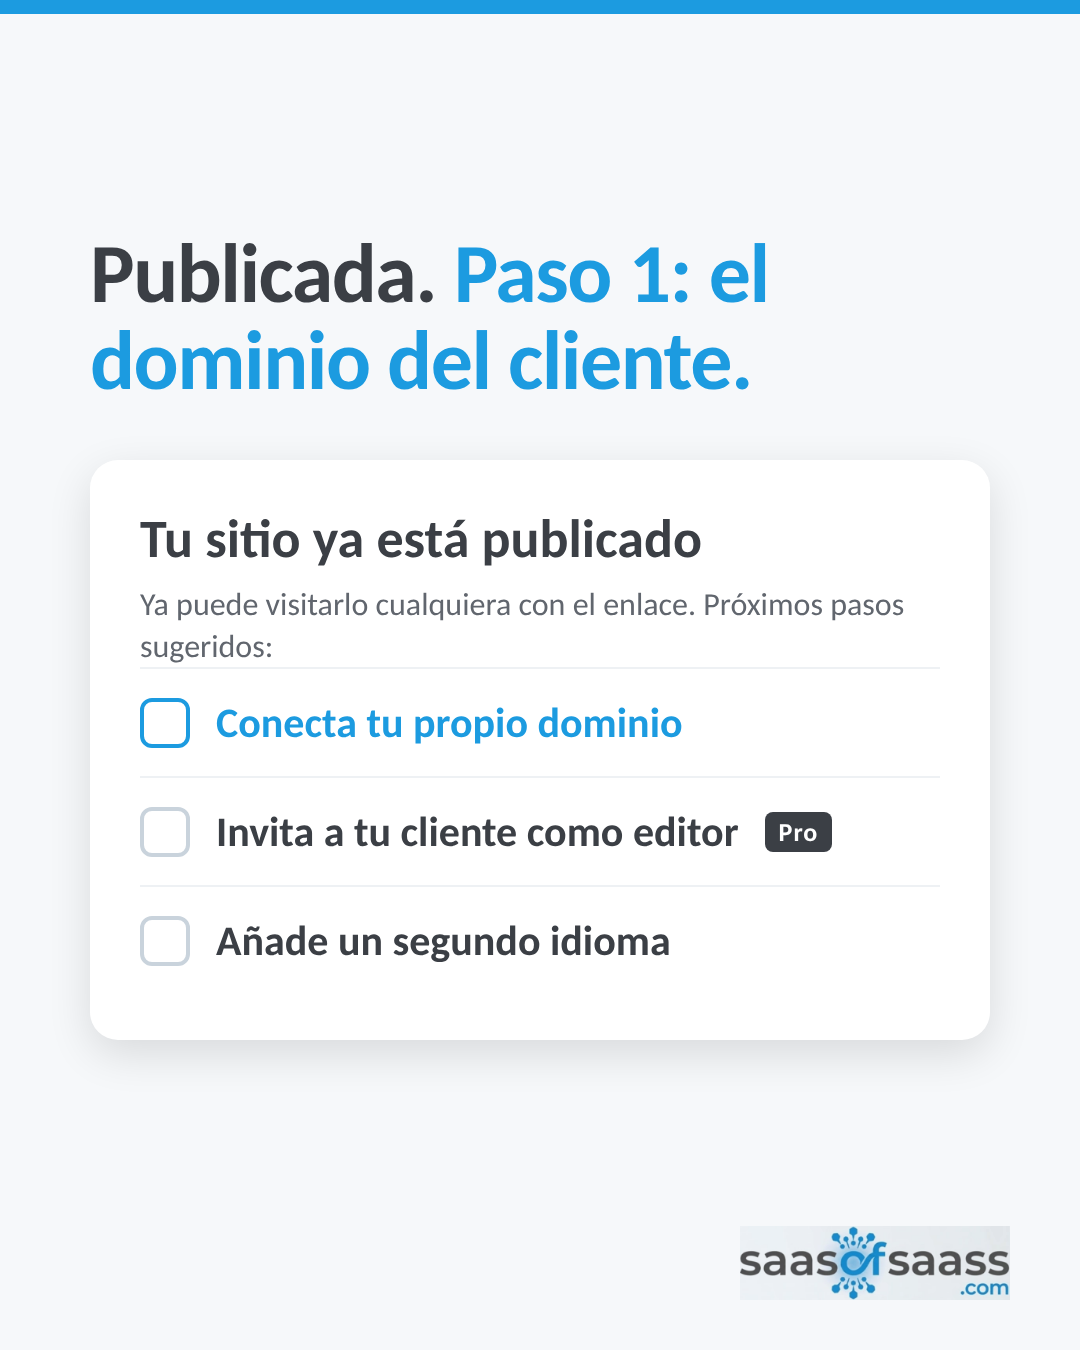 Publicada. Paso 1: el
dominio del cliente.
Tu sitio ya está publicado
Ya puede visitarlo cualquiera con el enlace. Próximos pasos
sugeridos:
Conecta tu propio dominio
Invita a tu cliente como editor Pro
Añade un segundo idioma
saasofsaass
.com